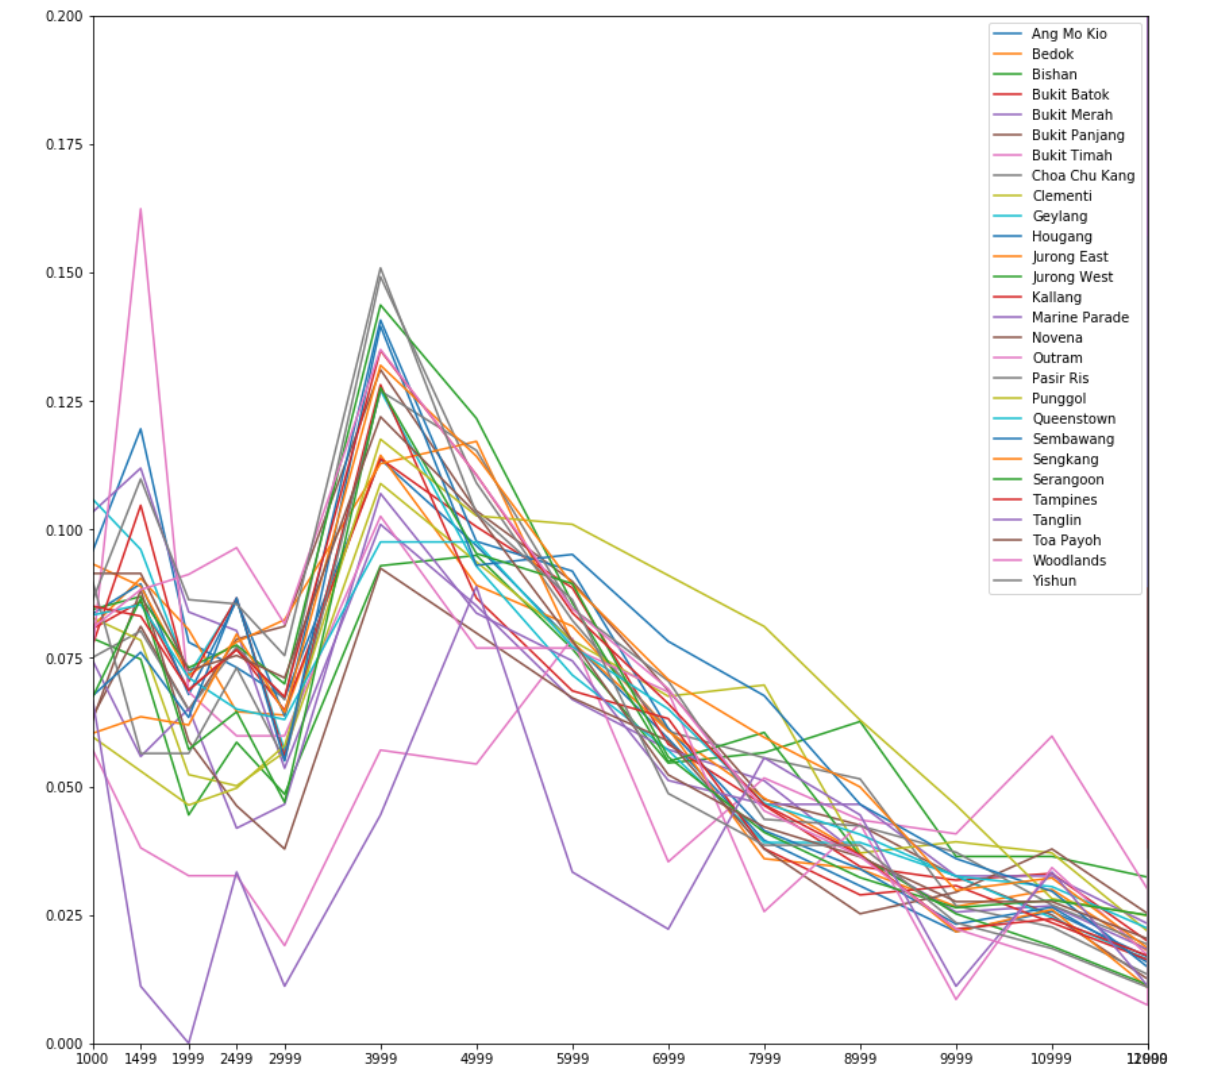 0.200
0.175
0.150
0.125
0.100
0.075
0.050
0.025
0.000
1000 1499 1999 2499 2999 3999 4999 5999 6999 7999 8999 9999 10999
Ang Mo Kio
Bedok
Bishan
Bukit Batok
Bukit Merah
Bukit Panjang
Bukit Timah
Choa Chu Kang
Clementi
Geylang
Hougang
Jurong East
Jurong West
Kallang
Marine Parade
Novena
Outram
Pasir Ris
Punggol
Queenstown
Sembawang
Sengkang
Serangoon
Tampines
Tanglin
Toa Payoh
Woodlands
Yishun